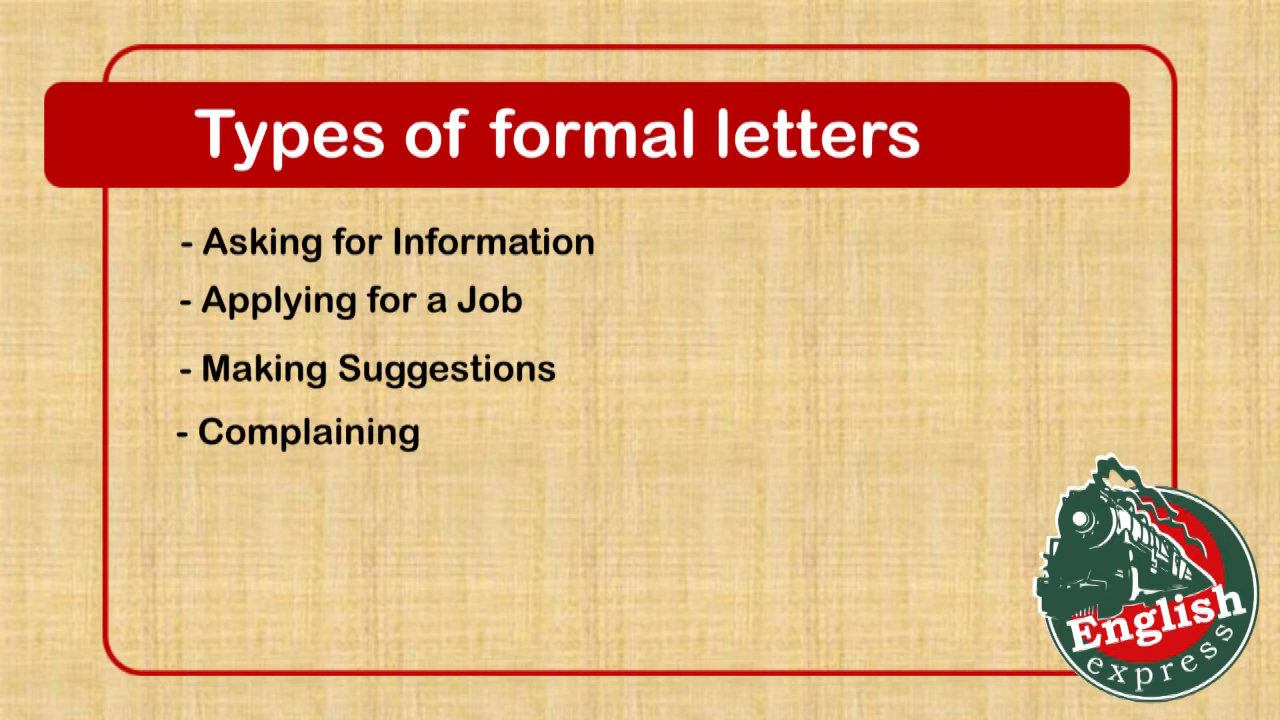 Types of formal letters
- Asking for Information
- Applying for a Job
- Making Suggestions
- Complaining
English
express